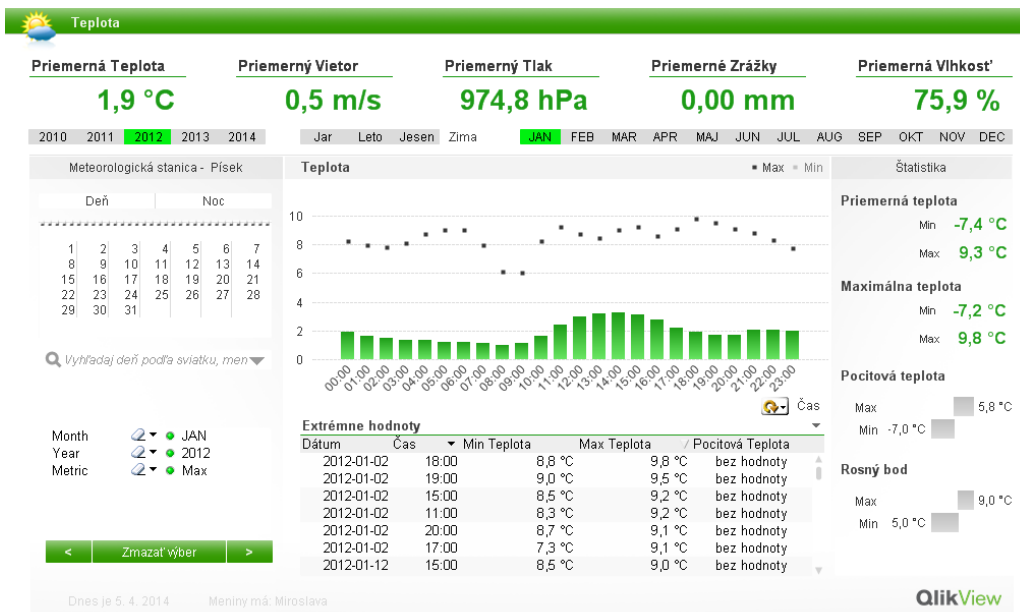 Teplota
Priemerná Teplota Priemerný Vietor Priemerný Tlak Priemerné Zrážky Priemerná Vlhkosť
1,9 °C 0,5 m/s 974,8 hPa 0,00 mm 75,9 %
2010 2011 2012 2013 2014 Jar Leto Jesen Zima JAN FEB MAR APR MAJ JUN JUL AUG SEP OKT NOV DEC
Meteorologická stanica - Písek
Deň Noc
1 2 3 4 5 6 7
8 9 10 11 12 13 14
15 16 17 18 19 20 21
22 23 24 25 26 27 28
29 30 31
Vyhľadaj deň podľa sviatku, men
Month JAN
Year 2012
Metric Max
< Zmazať výber >
Teplota Max Min
10
8
6
4
2
0
00:00 01:00 02:00 03:00 04:00 05:00 06:00 07:00 08:00 09:00 10:00 11:00 12:00 13:00 14:00 15:00 16:00 17:00 18:00 19:00 20:00 21:00 22:00 23:00
Čas
Extrémne hodnoty
Dátum Čas Min Teplota Max Teplota / Pocitová Teplota
2012-01-02 18:00 8,8 °C 9,8 °C bez hodnoty
2012-01-02 19:00 9,0 °C 9,5 °C bez hodnoty
2012-01-02 15:00 8,5 °C 9,2 °C bez hodnoty
2012-01-02 11:00 8,3 °C 9,2 °C bez hodnoty
2012-01-02 20:00 8,7 °C 9,1 °C bez hodnoty
2012-01-02 17:00 7,3 °C 9,1 °C bez hodnoty
2012-01-12 15:00 8,5 °C 9,0 °C bez hodnoty
Štatistika
Priemerná teplota
Min -7,4 °C
Max 9,3 °C
Maximálna teplota
Min -7,2 °C
Max 9,8 °C
Pocitová teplota
Max 5,8 °C
Min -7,0 °C
Rosný bod
Max 9,0 °C
Min 5,0 °C
Dnes je 5. 4. 2014 Meniny má: Miroslava
QlikView